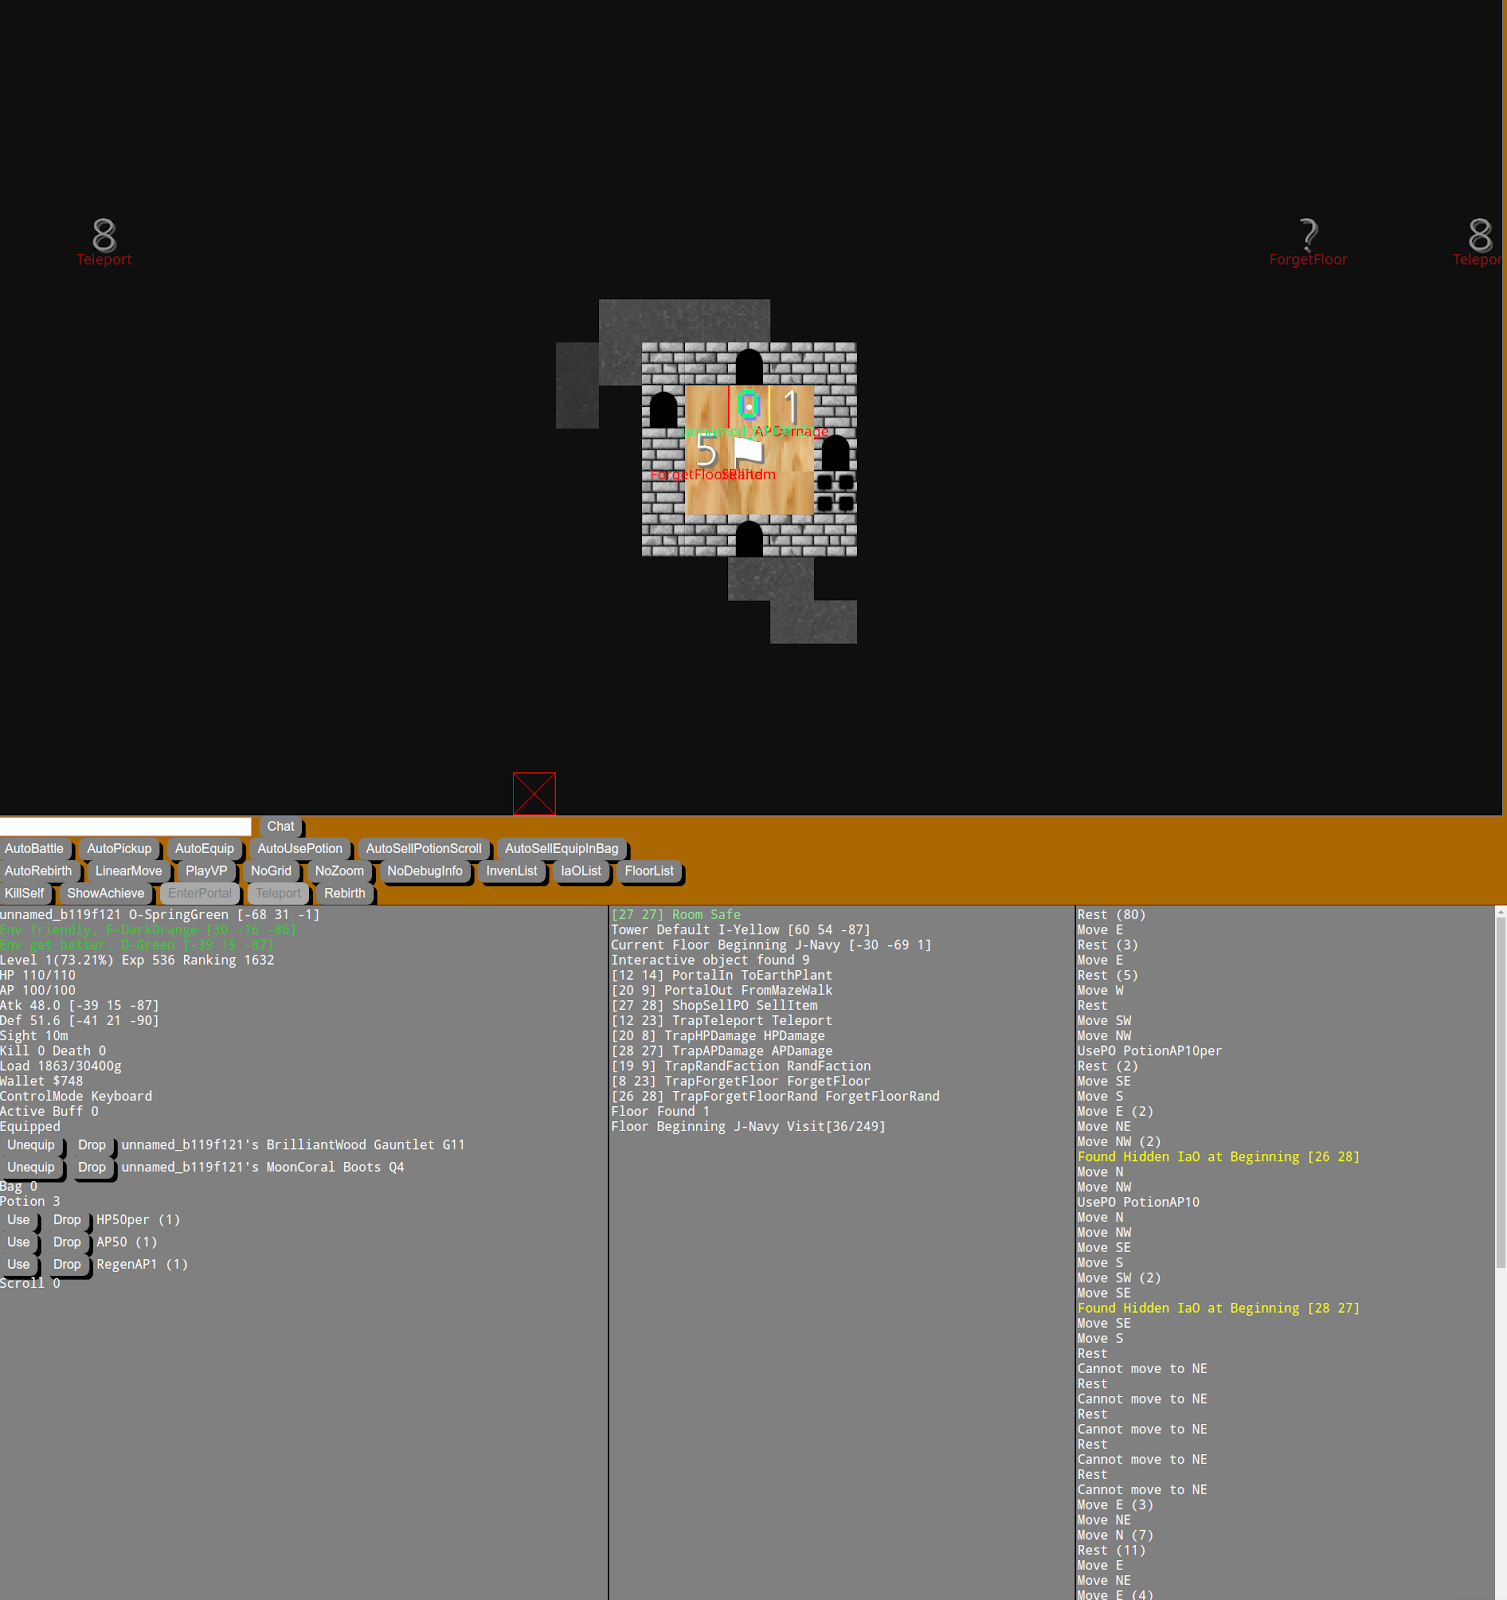 8
Teleport
?
ForgetFloor
8
Telepor
0 1
unnamed_ APDamage
5
ForgetFloorRand SellItem
Chat
AutoBattle AutoPickup AutoEquip AutoUsePotion AutoSellPotionScroll AutoSellEquipInBag
AutoRebirth LinearMove PlayVP NoGrid NoZoom NoDebugInfo InvenList IaOList FloorList
KillSelf ShowAchieve EnterPortal Teleport Rebirth
unnamed_b119f121 O-SpringGreen [-68 31 -1]
Env friendly, F-DarkOrange [30 -16 -86]
Env get better, O-Green [-39 15 -87]
Level 1(73.21%) Exp 536 Ranking 1632
HP 110/110
AP 100/100
Atk 48.0 [-39 15 -87]
Def 51.6 [-41 21 -90]
Sight 10m
Kill 0 Death 0
Load 1863/30400g
Wallet $748
ControlMode Keyboard
Active Buff 0
Equipped
Unequip Drop unnamed_b119f121's BrilliantWood Gauntlet G11
Unequip Drop unnamed_b119f121's MoonCoral Boots Q4
Bag 0
Potion 3
Use Drop HP50per (1)
Use Drop AP50 (1)
Use Drop RegenAP1 (1)
Scroll 0
[27 27] Room Safe
Tower Default I-Yellow [60 54 -87]
Current Floor Beginning J-Navy [-30 -69 1]
Interactive object found 9
[12 14] PortalIn ToEarthPlant
[20 9] PortalOut FromMazeWalk
[27 28] ShopSellPO SellItem
[12 23] TrapTeleport Teleport
[20 8] TrapHPDamage HPDamage
[28 27] TrapAPDamage APDamage
[19 9] TrapRandFaction RandFaction
[8 23] TrapForgetFloor ForgetFloor
[26 28] TrapForgetFloorRand ForgetFloorRand
Floor Found 1
Floor Beginning J-Navy Visit[36/249]
Rest (80)
Move E
Rest (3)
Move E
Rest (5)
Move W
Rest
Move SW
Move NW
UsePO PotionAP10per
Rest (2)
Move SE
Move S
Move E (2)
Move NE
Move NW (2)
Found Hidden IaO at Beginning [26 28]
Move N
Move NW
UsePO PotionAP10
Move N
Move NW
Move SE
Move S
Move SW (2)
Move SE
Found Hidden IaO at Beginning [28 27]
Move SE
Move S
Rest
Cannot move to NE
Rest
Cannot move to NE
Rest
Cannot move to NE
Rest
Cannot move to NE
Rest
Cannot move to NE
Move E (3)
Move NE
Move N (7)
Rest (11)
Move E
Move NE
Move E (4)